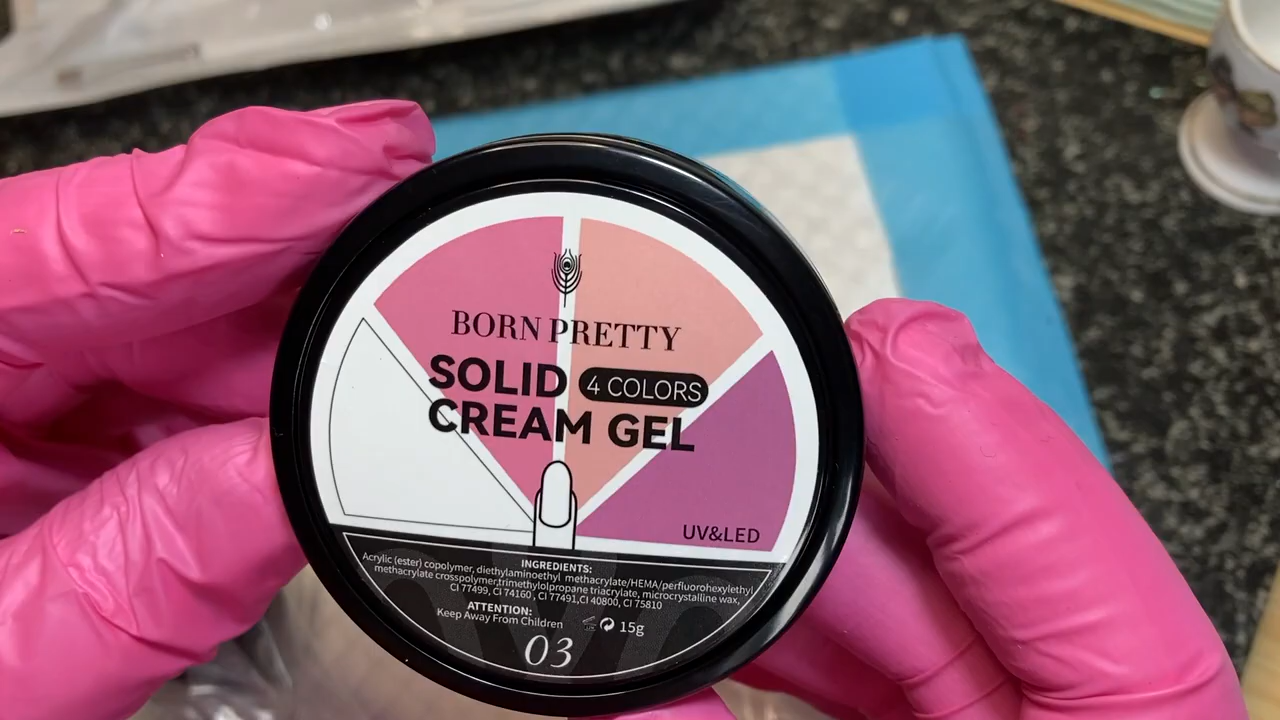 BORN PRETTY
SOLID 4 COLORS
CREAM GEL
UV&LED
INGREDIENTS:
Acrylic (ester) copolymer, diethylaminoethyl methacrylate/HEMA/perfluorohexylethyl
methacrylate crosspolymer,trimethylolpropane triacrylate, microcrystalline wax,
CI 77499, CI 74160 , CI 77491,CI 40800, CI 75810
ATTENTION:
Keep Away From Children
15g
03